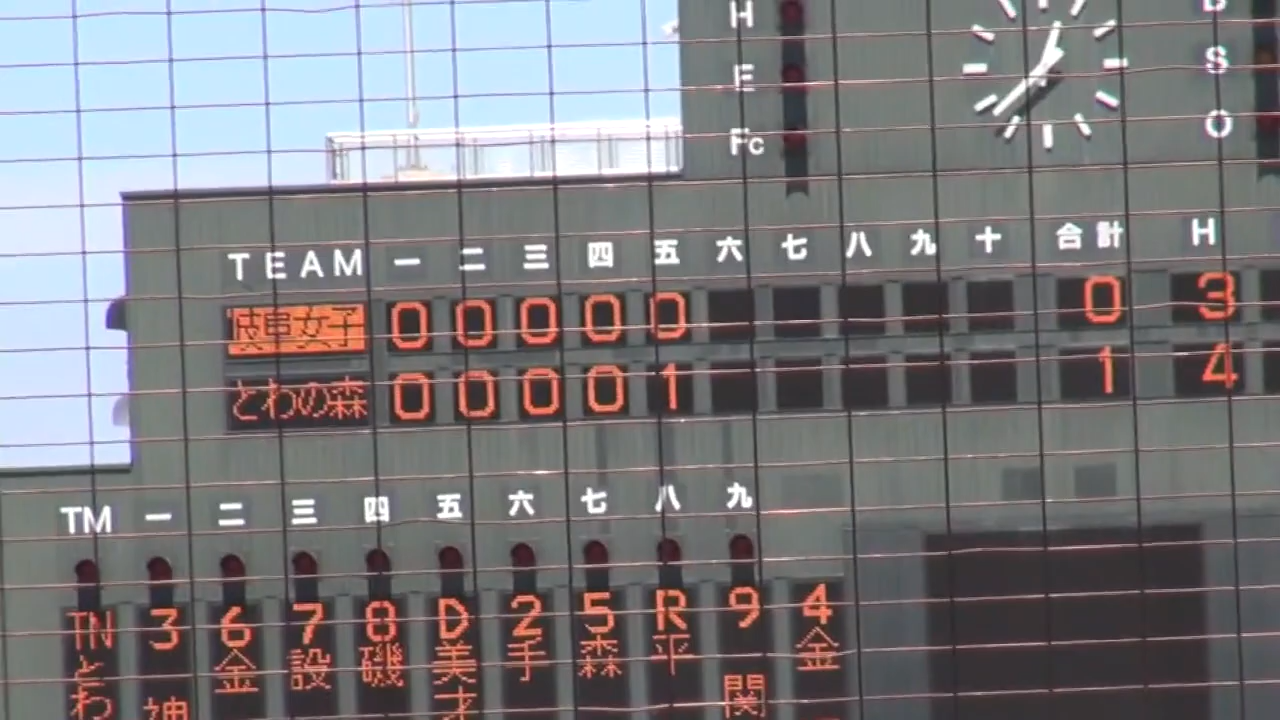 H
E
Fc
B
S
O
TEAM 一 二 三 四 五 六 七 八 九 十 合計 H
岐阜女子 0 0 0 0 0 0 3
とわの森 0 0 0 0 1 1 4
TM 一 二 三 四 五 六 七 八 九
TN 3 6 7 8 D 2 5 R 9 4
とわ 神 金 設 磯 美才 手 森 平 関 金